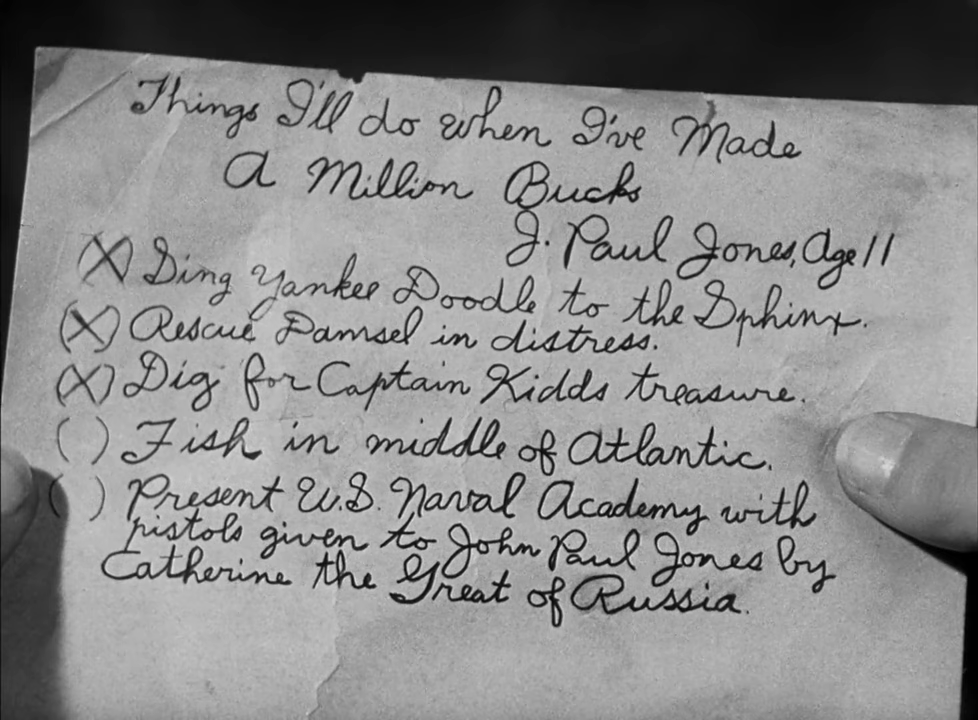 Things I'll do when I've Made
A Million Bucks
J. Paul Jones, Age 11
(X) Sing Yankee Doodle to the Sphinx.
(X) Rescue Damsel in distress.
(X) Dig for Captain Kidds treasure.
( ) Fish in middle of Atlantic.
( ) Present U.S. Naval Academy with
pistols given to John Paul Jones by
Catherine the Great of Russia.